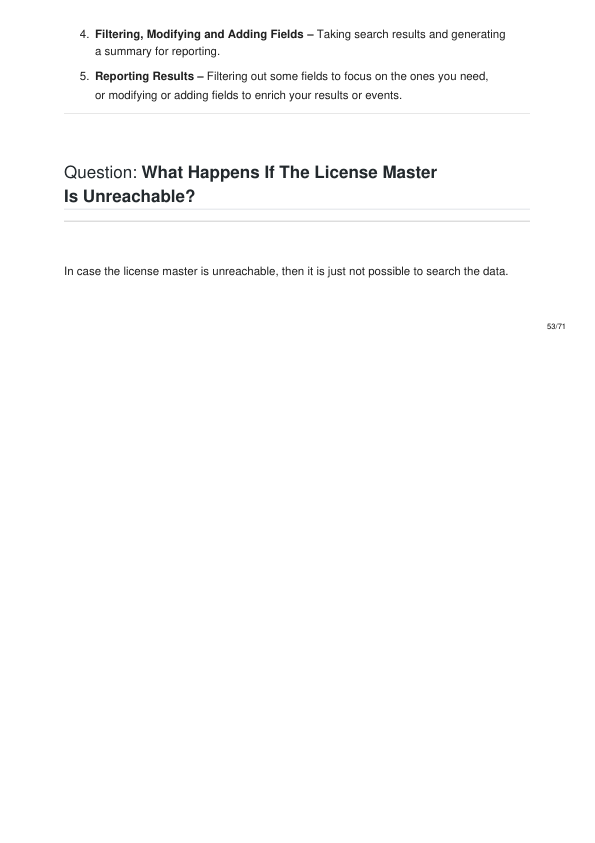 4. Filtering, Modifying and Adding Fields – Taking search results and generating
a summary for reporting.
5. Reporting Results – Filtering out some fields to focus on the ones you need,
or modifying or adding fields to enrich your results or events.
Question: What Happens If The License Master
Is Unreachable?
In case the license master is unreachable, then it is just not possible to search the data.
53/71